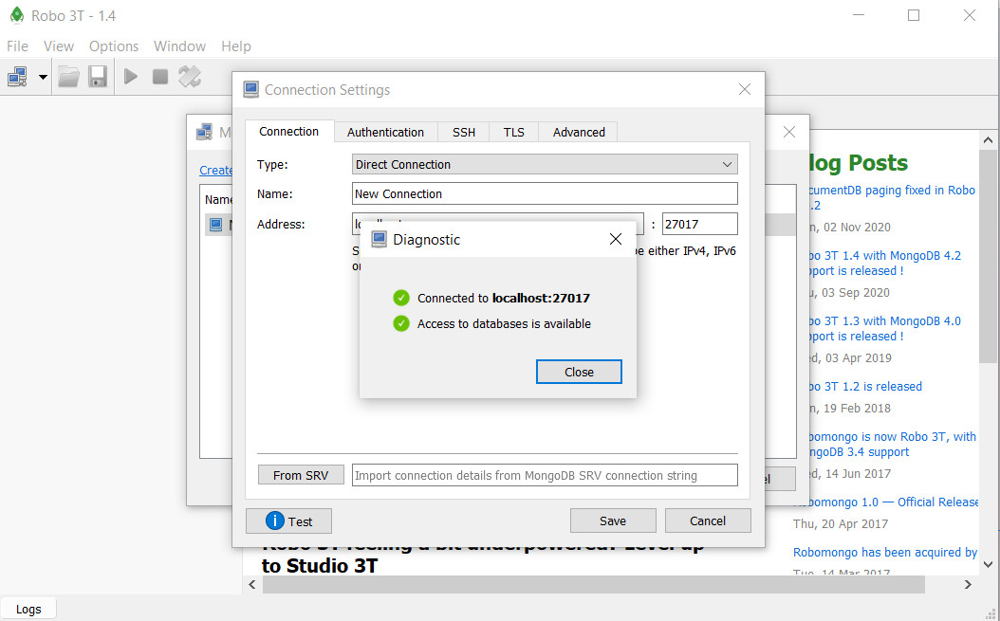 Robo 3T - 1.4
File View Options Window Help
Connection Settings
Create
Name
Connection Authentication SSH TLS Advanced
Type: Direct Connection
Name: New Connection
Address: : 27017
be either IPv4, IPv6
Diagnostic
Connected to localhost:27017
Access to databases is available
Close
From SRV Import connection details from MongoDB SRV connection string
Test Save Cancel
log Posts
cumentDB paging fixed in Robo
.2
n, 02 Nov 2020
bo 3T 1.4 with MongoDB 4.2
pport is released !
u, 03 Sep 2020
bo 3T 1.3 with MongoDB 4.0
pport is released !
ed, 03 Apr 2019
bo 3T 1.2 is released
n, 19 Feb 2018
bomongo is now Robo 3T, with
ngoDB 3.4 support
ed, 14 Jun 2017
bomongo 1.0 — Official Release
Thu, 20 Apr 2017
Robomongo has been acquired by
Tue, 14 Mar 2017
Robo 3T feeling a bit underpowered? Level up
to Studio 3T
Logs